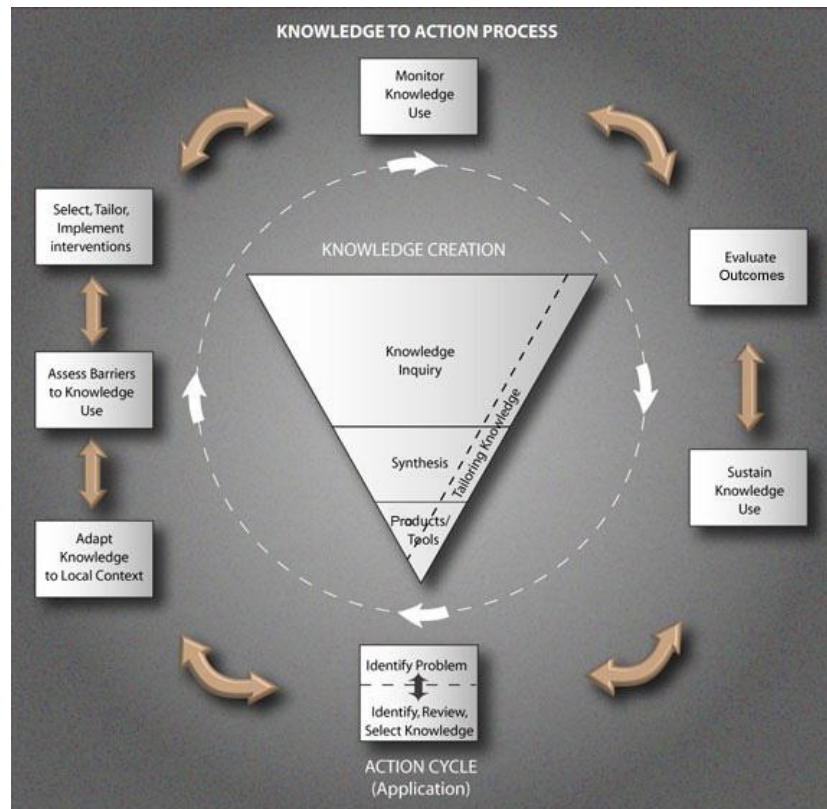 KNOWLEDGE TO ACTION PROCESS
Monitor
Knowledge
Use
Select, Tailor,
Implement
interventions
KNOWLEDGE CREATION
Evaluate
Outcomes
Knowledge
Inquiry
Assess Barriers
to Knowledge
Use
Tailoring Knowledge
Synthesis
Sustain
Knowledge
Use
Products/
Tools
Adapt
Knowledge
to Local Context
Identify Problem
Identify, Review,
Select Knowledge
ACTION CYCLE
(Application)